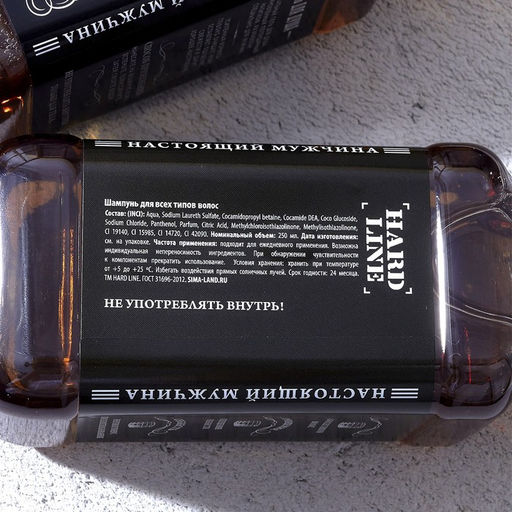 НАСТОЯЩИЙ МУЖЧИНА
НАСТОЯЩИЙ МУЖЧИНА
Шампунь для всех типов волос
Состав: (INCI): Aqua, Sodium Laureth Sulfate, Cocamidopropyl betaine, Cocamide DEA, Coco Glucoside,
Sodium Chloride, Panthenol, Parfum, Citric Acid, Methylchloroisothiazolinone, Methylisothiazolinone,
CI 19140, CI 15985, CI 14720, CI 42090. Номинальный объем: 250 мл. Дата изготовления:
см. на упаковке. Частота применения: подходит для ежедневного применения. Возможна
индивидуальная непереносимость ингредиентов. При обнаружении чувствительности
к компонентам прекратить использование. Условия хранения: хранить при температуре
от +5 до +25 °C. Избегать воздействия прямых солнечных лучей. Срок годности: 24 месяца.
TM HARD LINE. ГОСТ 31696-2012. SIMA-LAND.RU
НЕ УПОТРЕБЛЯТЬ ВНУТРЬ!
HARD
LINE
НАСТОЯЩИЙ МУЖЧИНА